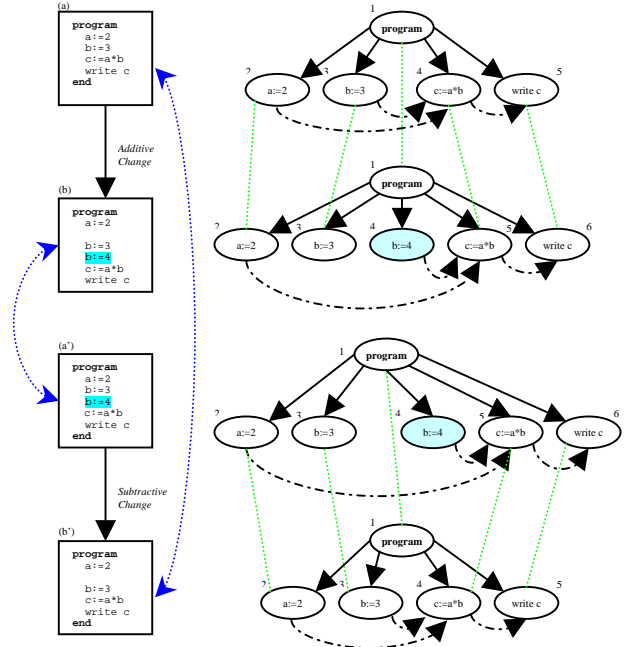 (a)
program
a:=2
b:=3
c:=a*b
write c
end
Additive
Change
(b)
program
a:=2
b:=3
b:=4
c:=a*b
write c
(a')
program
a:=2
b:=3
b:=4
c:=a*b
write c
end
Subtractive
Change
(b')
program
a:=2
b:=3
c:=a*b
write c
end
1
program
2 3 4 5
a:=2 b:=3 c:=a*b write c
1
program
2 3 4 5 6
a:=2 b:=3 b:=4 c:=a*b write c
1
program
2 3 4 5 6
a:=2 b:=3 b:=4 c:=a*b write c
1
program
2 3 4 5
a:=2 b:=3 c:=a*b write c